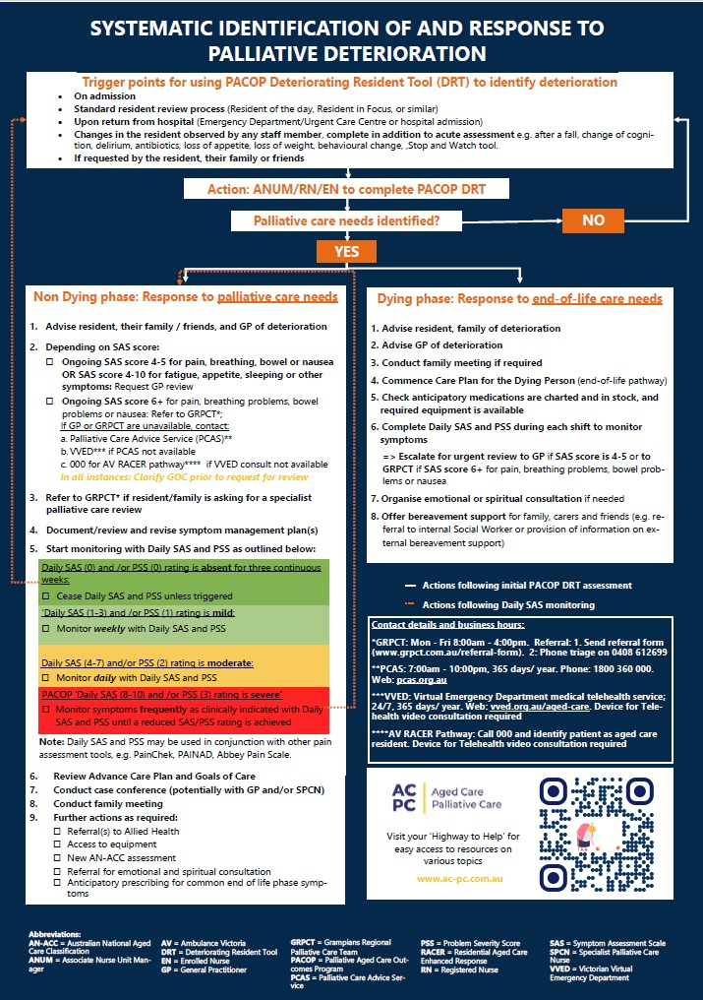 SYSTEMATIC IDENTIFICATION OF AND RESPONSE TO
PALLIATIVE DETERIORATION
Trigger points for using PACOP Deteriorating Resident Tool (DRT) to identify deterioration
• On admission
• Standard resident review process (Resident of the day, Resident in Focus, or similar)
• Upon return from hospital (Emergency Department/Urgent Care Centre or hospital admission)
• Changes in the resident observed by any staff member, complete in addition to acute assessment e.g. after a fall, change of cogni-
tion, delirium, antibiotics, loss of appetite, loss of weight, behavioural change, ,Stop and Watch tool.
• If requested by the resident, their family or friends
Action: ANUM/RN/EN to complete PACOP DRT
Palliative care needs identified?
NO
YES
Non Dying phase: Response to palliative care needs
1. Advise resident, their family / friends, and GP of deterioration
2. Depending on SAS score:
☐ Ongoing SAS score 4-5 for pain, breathing, bowel or nausea
OR SAS score 4-10 for fatigue, appetite, sleeping or other
symptoms: Request GP review
☐ Ongoing SAS score 6+ for pain, breathing problems, bowel
problems or nausea: Refer to GRPCT*;
If GP or GRPCT are unavailable, contact:
a. Palliative Care Advice Service (PCAS)**
b. VVED*** if PCAS not available
c. 000 for AV RACER pathway**** if VVED consult not available
In all instances: Clarify GOC prior to request for review
3. Refer to GRPCT* if resident/family is asking for a specialist
palliative care review
4. Document/review and revise symptom management plan(s)
5. Start monitoring with Daily SAS and PSS as outlined below:
Daily SAS (0) and /or PSS (0) rating is absent for three continuous
weeks:
☐ Cease Daily SAS and PSS unless triggered
'Daily SAS (1-3) and /or PSS (1) rating is mild:
☐ Monitor weekly with Daily SAS and PSS
Daily SAS (4-7) and/or PSS (2) rating is moderate:
☐ Monitor daily with Daily SAS and PSS
PACOP 'Daily SAS (8-10) and /or PSS (3) rating is severe'
☐ Monitor symptoms frequently as clinically indicated with Daily
SAS and PSS until a reduced SAS/PSS rating is achieved
Note: Daily SAS and PSS may be used in conjunction with other pain
assessment tools, e.g. PainChek, PAINAD, Abbey Pain Scale.
6. Review Advance Care Plan and Goals of Care
7. Conduct case conference (potentially with GP and/or SPCN)
8. Conduct family meeting
9. Further actions as required:
☐ Referral(s) to Allied Health
☐ Access to equipment
☐ New AN-ACC assessment
☐ Referral for emotional and spiritual consultation
☐ Anticipatory prescribing for common end of life phase symp-
toms
Dying phase: Response to end-of-life care needs
1. Advise resident, family of deterioration
2. Advise GP of deterioration
3. Conduct family meeting if required
4. Commence Care Plan for the Dying Person (end-of-life pathway)
5. Check anticipatory medications are charted and in stock, and
required equipment is available
6. Complete Daily SAS and PSS during each shift to monitor
symptoms
=> Escalate for urgent review to GP if SAS score is 4-5 or to
GRPCT if SAS score 6+ for pain, breathing problems, bowel prob-
lems or nausea
7. Organise emotional or spiritual consultation if needed
8. Offer bereavement support for family, carers and friends (e.g. re-
ferral to internal Social Worker or provision of information on ex-
ternal bereavement support)
Actions following initial PACOP DRT assessment
Actions following Daily SAS monitoring
Contact details and business hours:
*GRPCT: Mon - Fri 8:00am - 4:00pm. Referral: 1. Send referral form
(www.grpct.com.au/referral-form). 2: Phone triage on 0408 612699
**PCAS: 7:00am - 10:00pm, 365 days/ year. Phone: 1800 360 000.
Web: pcas.org.au
***VVED: Virtual Emergency Department medical telehealth service;
24/7, 365 days/ year. Web: vved.org.au/aged-care. Device for Tele-
health video consultation required
****AV RACER Pathway: Call 000 and identify patient as aged care
resident. Device for Telehealth video consultation required
AC
PC
Aged Care
Palliative Care
Visit your 'Highway to Help' for
easy access to resources on
various topics
www.ac-pc.com.au
Abbreviations:
AN-ACC = Australian National Aged
Care Classification
ANUM = Associate Nurse Unit Man-
ager
AV = Ambulance Victoria
DRT = Deteriorating Resident Tool
EN = Enrolled Nurse
GP = General Practitioner
GRPCT = Grampians Regional
Palliative Care Team
PACOP = Palliative Aged Care Out-
comes Program
PCAS = Palliative Care Advice Ser-
vice
PSS = Problem Severity Score
RACER = Residential Aged Care
Enhanced Response
RN = Registered Nurse
SAS = Symptom Assessment Scale
SPCN = Specialist Palliative Care
Nurse
VVED = Victorian Virtual
Emergency Department